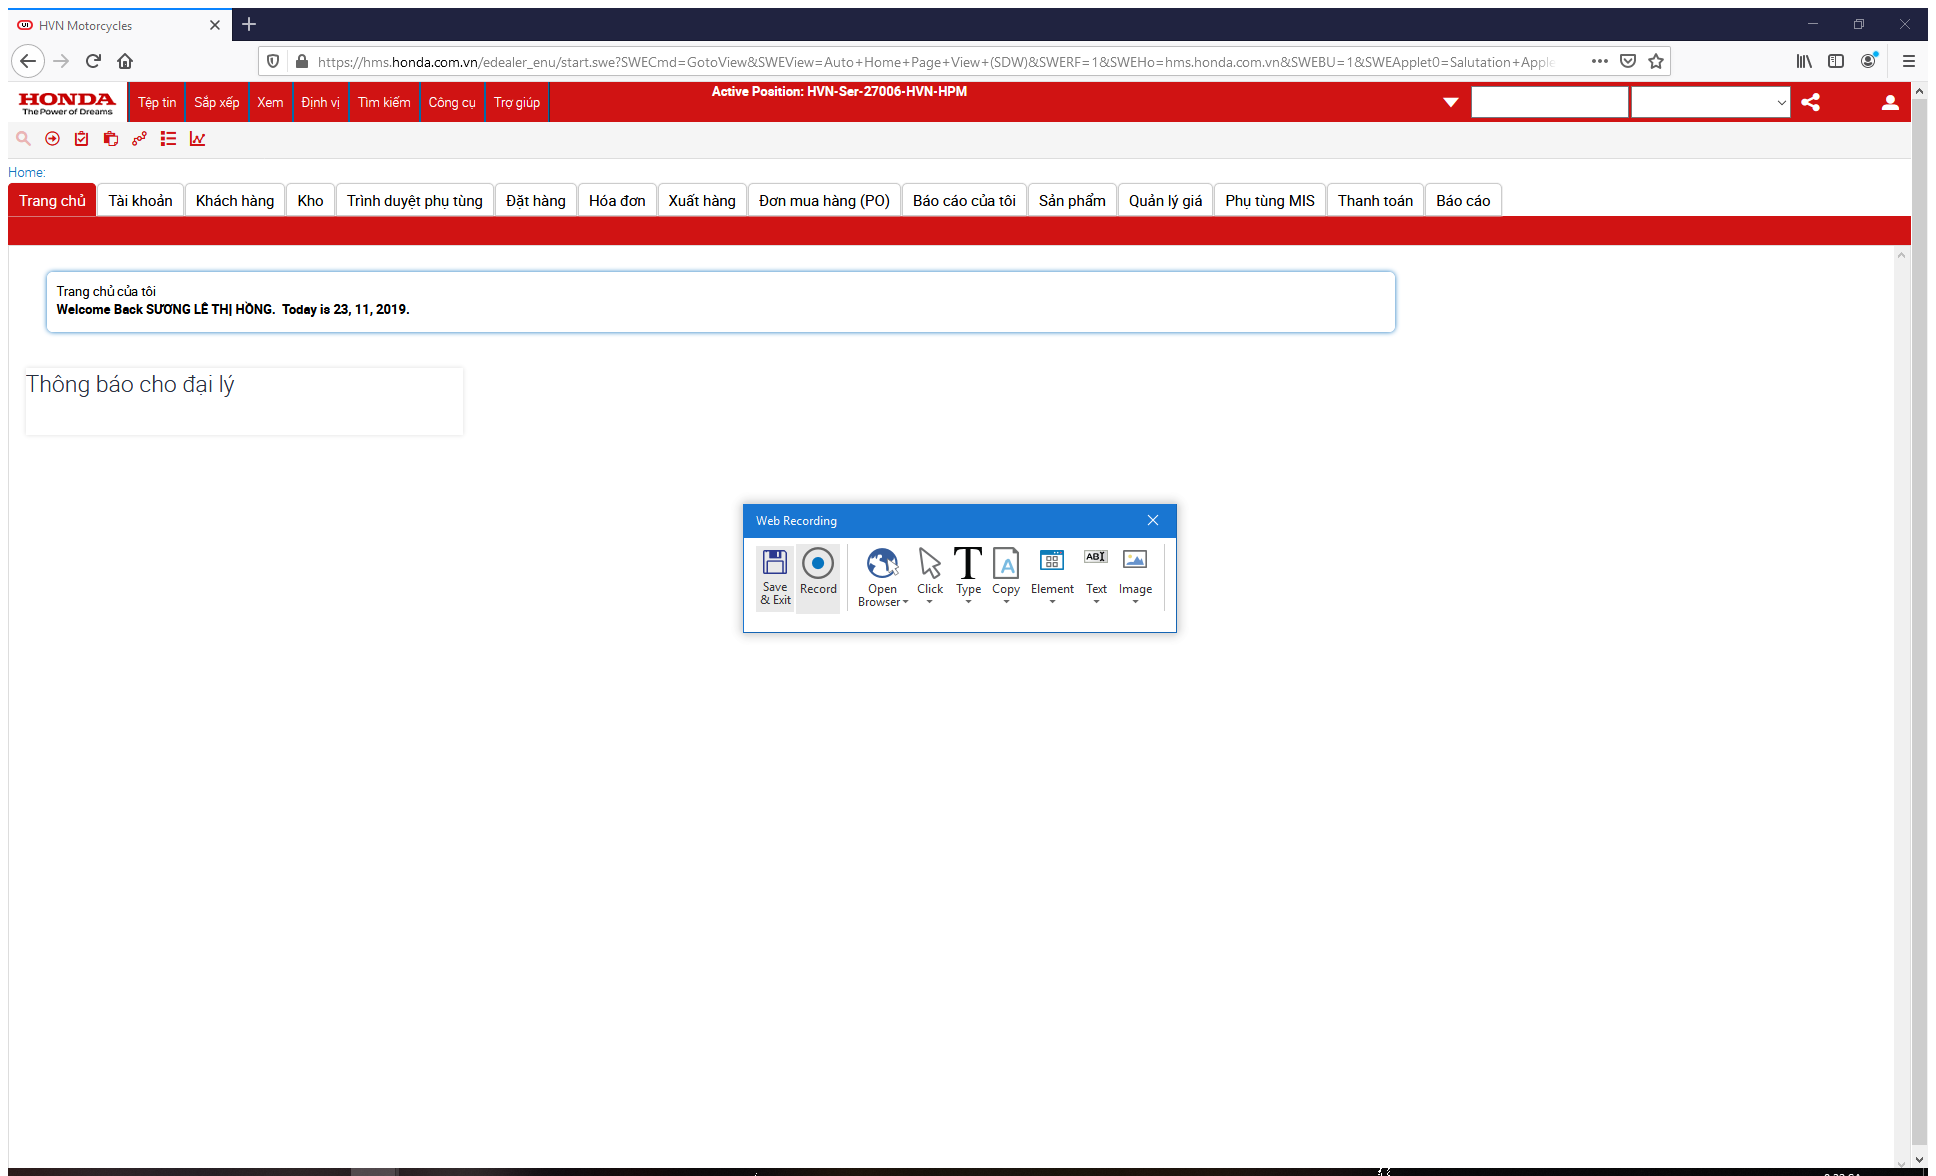 HVN Motorcycles
https://hms.honda.com.vn/edealer_enu/start.swe?SWECmd=GotoView&SWEView=Auto+Home+Page+View+(SDW)&SWERF=1&SWEHo=hms.honda.com.vn&SWEBU=1&SWEApplet0=Salutation+Apple
HONDA
The Power of Dreams
Tệp tin Sắp xếp Xem Định vị Tìm kiếm Công cụ Trợ giúp
Active Position: HVN-Ser-27006-HVN-HPM
Home:
Trang chủ Tài khoản Khách hàng Kho Trình duyệt phụ tùng Đặt hàng Hóa đơn Xuất hàng Đơn mua hàng (PO) Báo cáo của tôi Sản phẩm Quản lý giá Phụ tùng MIS Thanh toán Báo cáo
Trang chủ của tôi
Welcome Back SƯƠNG LÊ THỊ HỒNG. Today is 23, 11, 2019.
Thông báo cho đại lý
Web Recording
Save & Exit
Record
Open Browser
Click
Type
Copy
Element
ABI
Text
Image